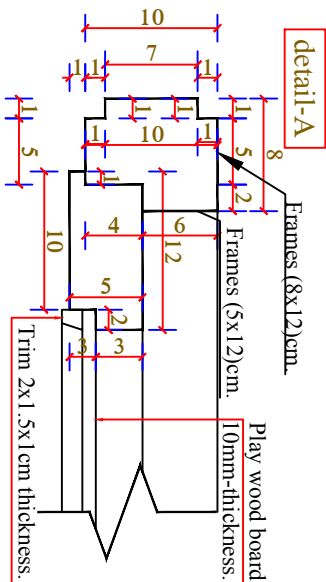 detail-A
Frames (8x12)cm.
Frames (5x12)cm.
Play wood board
10mm-thickness.
Trim 2x1.5x1cm thickness.
10
7
1 1 1
1 1 1 1
8
5 5 2
1 10 1
1
4 6
12
10
5
2
3 3